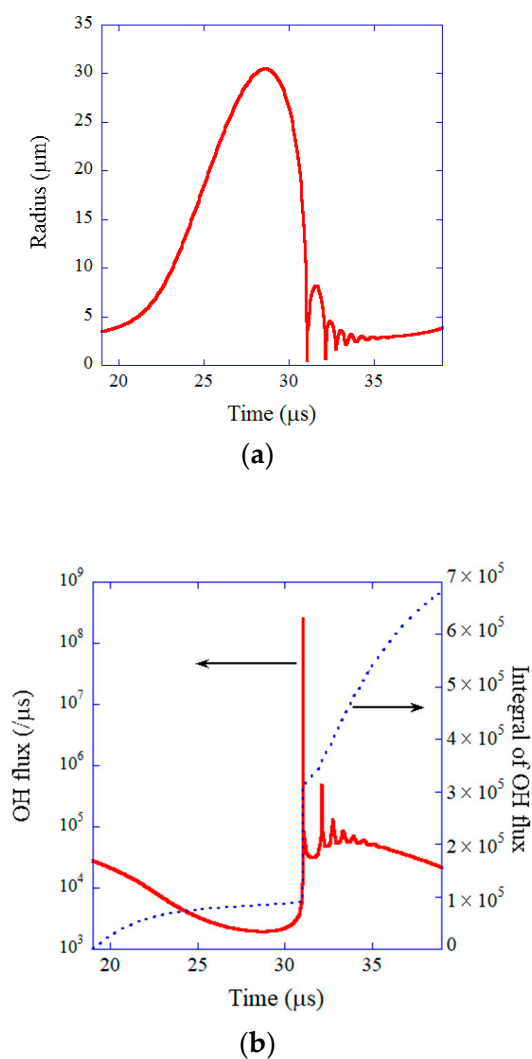 35
30
25
20
15
10
5
0
Radius (μm)
20 25 30 35
Time (μs)
(a)
10⁹
10⁸
10⁷
10⁶
10⁵
10⁴
10³
OH flux (/μs)
7 × 10⁵
6 × 10⁵
5 × 10⁵
4 × 10⁵
3 × 10⁵
2 × 10⁵
1 × 10⁵
0
Integral of OH
flux
20 25 30 35
Time (μs)
(b)